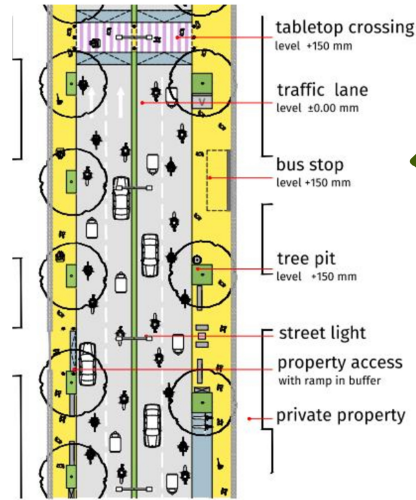 tabletop crossing
level +150 mm
traffic lane
level ±0.00 mm
bus stop
level +150 mm
tree pit
level +150 mm
street light
property access
with ramp in buffer
private property